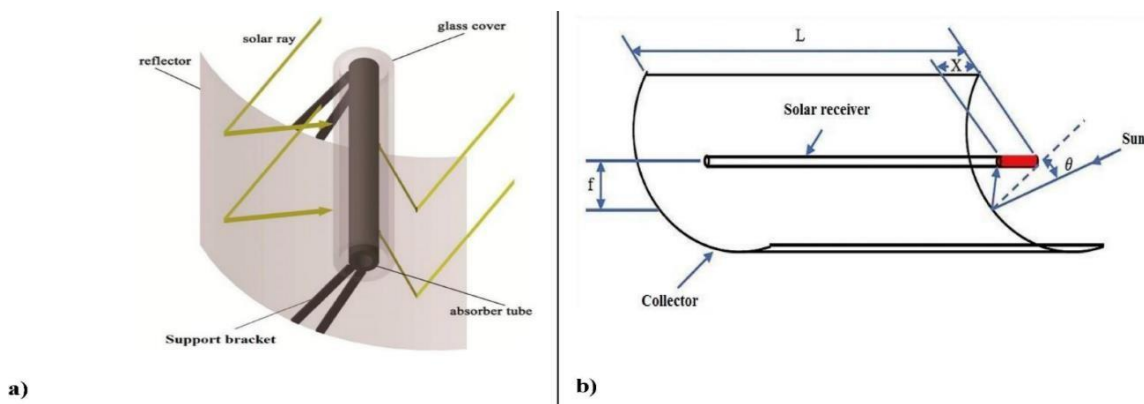 glass cover
solar ray
reflector
absorber tube
Support bracket
a)
L
X
Solar receiver
Sun
θ
f
Collector
b)